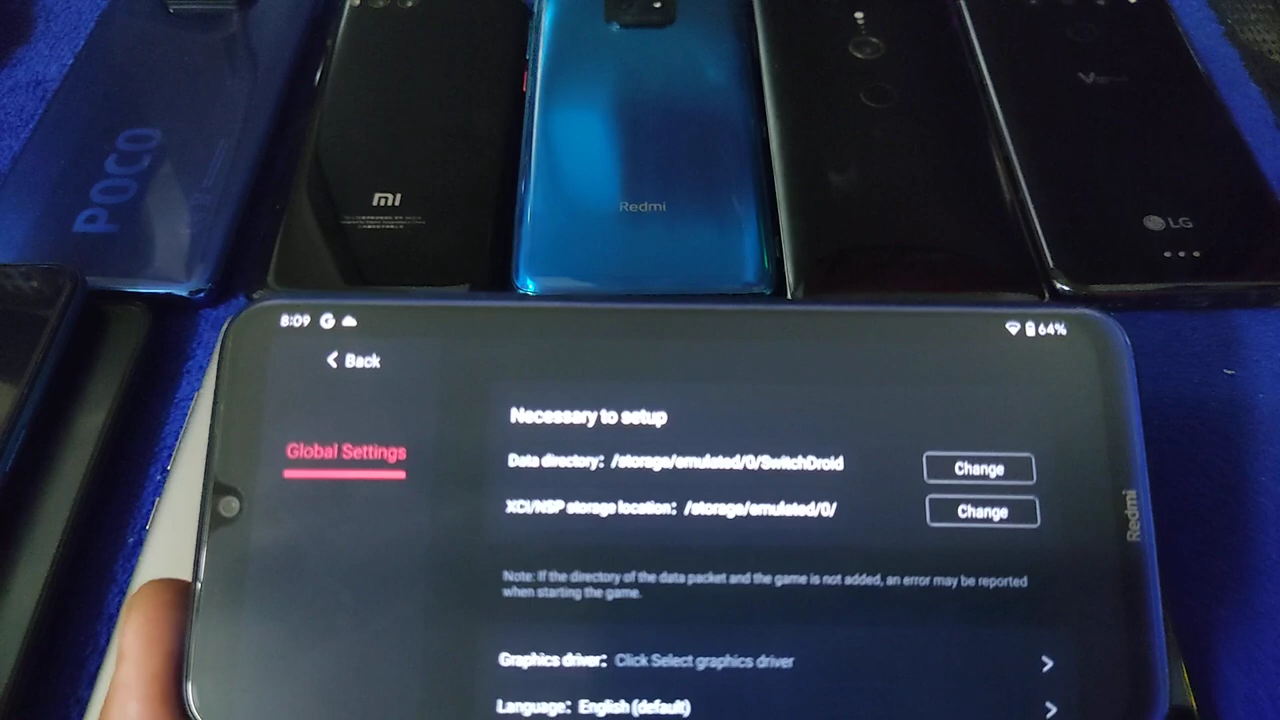 POCO
mi
Redmi
LG
8:09
64%
Back
Necessary to setup
Global Settings
Data directory: /storage/emulated/0/SwitchDroid
Change
XCI/NSP storage location: /storage/emulated/0/
Change
Redmi
Note: If the directory of the data packet and the game is not added, an error may be reported
when starting the game.
Graphics driver: Click Select graphics driver
Language: English (default)